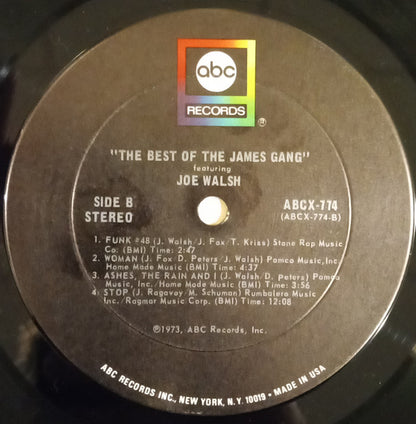 abc
RECORDS
®
"THE BEST OF THE JAMES GANG"
featuring
JOE WALSH
SIDE B
STEREO
ABCX-774
(ABCX-774-B)
1. FUNK #48 (J. Walsh/J. Fox/T. Kriss) Stone Rap Music
Co. (BMI) Time: 2:47
2. WOMAN (J. Fox/D. Peters/J. Walsh) Pamco Music, Inc./
Home Made Music (BMI) Time: 4:37
3. ASHES, THE RAIN AND I (J. Walsh/D. Peters) Pamco
Music, Inc./Home Made Music (BMI) Time: 3:56
4. STOP (J. Ragavoy/M. Schuman) Rumbalero Music
Inc./Ragmar Music Corp. (BMI) Time: 12:08
℗1973, ABC Records, Inc.
ABC RECORDS INC., NEW YORK, N.Y. 10019 • MADE IN USA